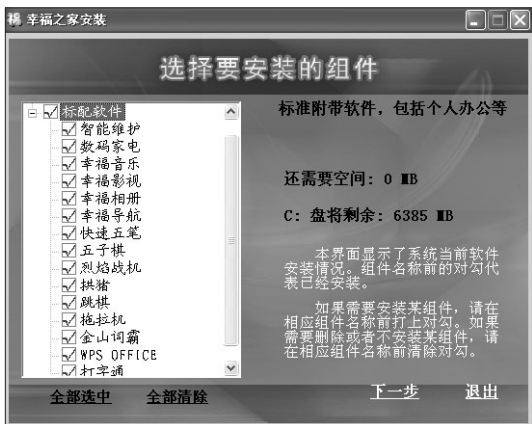 幸福之家安装
选择要安装的组件
标配软件
智能维护
数码家电
幸福音乐
幸福影视
幸福相册
幸福导航
快速五笔
五子棋
烈焰战机
拱猪
跳棋
拖拉机
金山词霸
WPS OFFICE
打字通
全部选中 全部清除
标准附带软件，包括个人办公等
还需要空间: 0 MB
C: 盘将剩余: 6385 MB
本界面显示了系统当前软件
安装情况。组件名称前的对勾代
表已经安装。
如果需要安装某组件，请在
相应组件名称前打上对勾。如果
需要删除或者不安装某组件，请
在相应组件名称前清除对勾。
下一步 退出